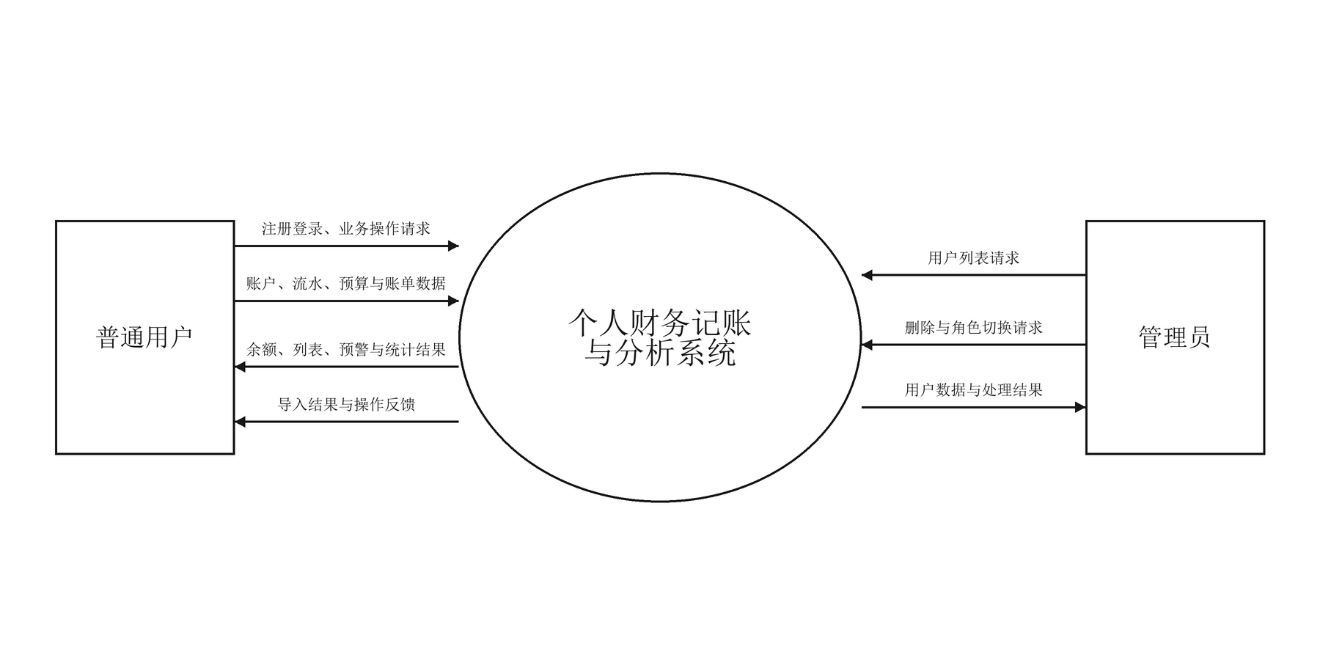 普通用户
注册登录、业务操作请求
账户、流水、预算与账单数据
余额、列表、预警与统计结果
导入结果与操作反馈
个人财务记账
与分析系统
用户列表请求
删除与角色切换请求
用户数据与处理结果
管理员